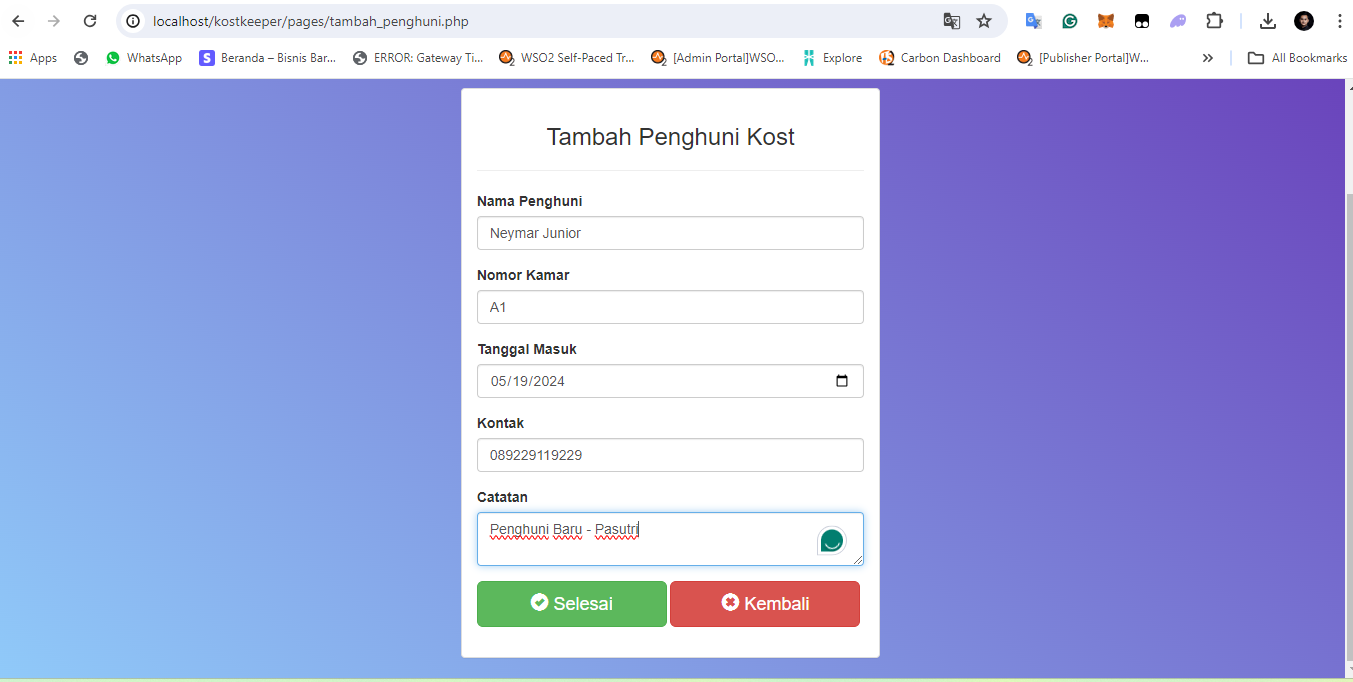 localhost/kostkeeper/pages/tambah_penghuni.php
Apps WhatsApp Beranda – Bisnis Bar... ERROR: Gateway Ti... WSO2 Self-Paced Tr... [Admin Portal]WSO... Explore Carbon Dashboard [Publisher Portal]W... » All Bookmarks
Tambah Penghuni Kost
Nama Penghuni
Neymar Junior
Nomor Kamar
A1
Tanggal Masuk
05/19/2024
Kontak
089229119229
Catatan
Penghuni Baru - Pasutri
Selesai Kembali